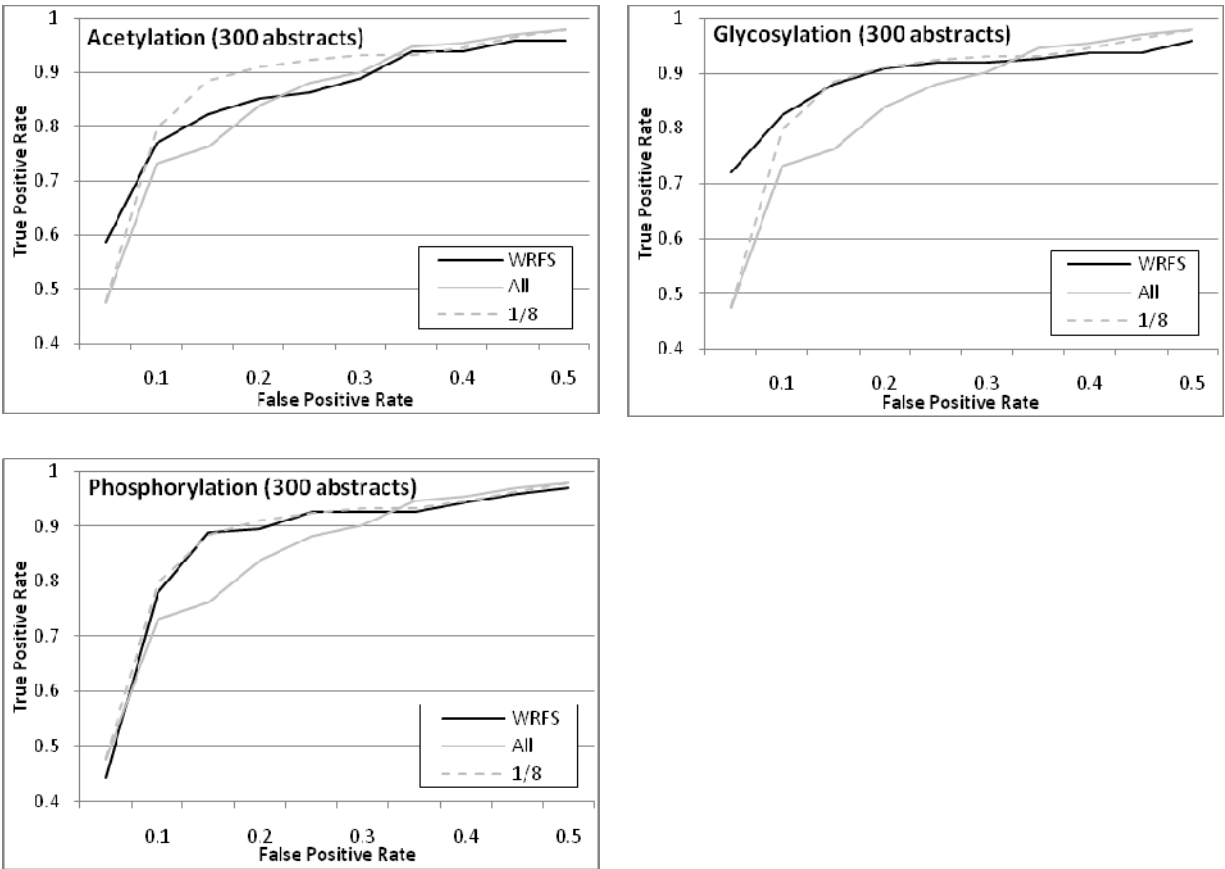 Acetylation (300 abstracts)
1
0.9
0.8
0.7
0.6
0.5
0.4
True Positive Rate
WRFS
All
1/8
0.1 0.2 0.3 0.4 0.5
False Positive Rate
Glycosylation (300 abstracts)
1
0.9
0.8
0.7
0.6
0.5
0.4
True Positive Rate
WRFS
All
1/8
0.1 0.2 0.3 0.4 0.5
False Positive Rate
Phosphorylation (300 abstracts)
1
0.9
0.8
0.7
0.6
0.5
0.4
True Positive Rate
WRFS
All
1/8
0.1 0.2 0.3 0.4 0.5
False Positive Rate